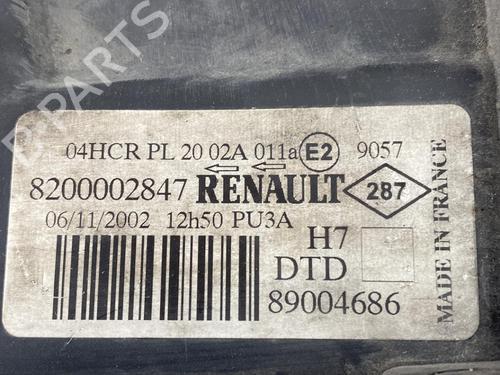 B-PARTS
04HCR PL 20 02A 011a E2 9057
8200002847 RENAULT 287
06/11/2002 12h50 PU3A
H7
DTD
89004686
MADE IN FRANCE